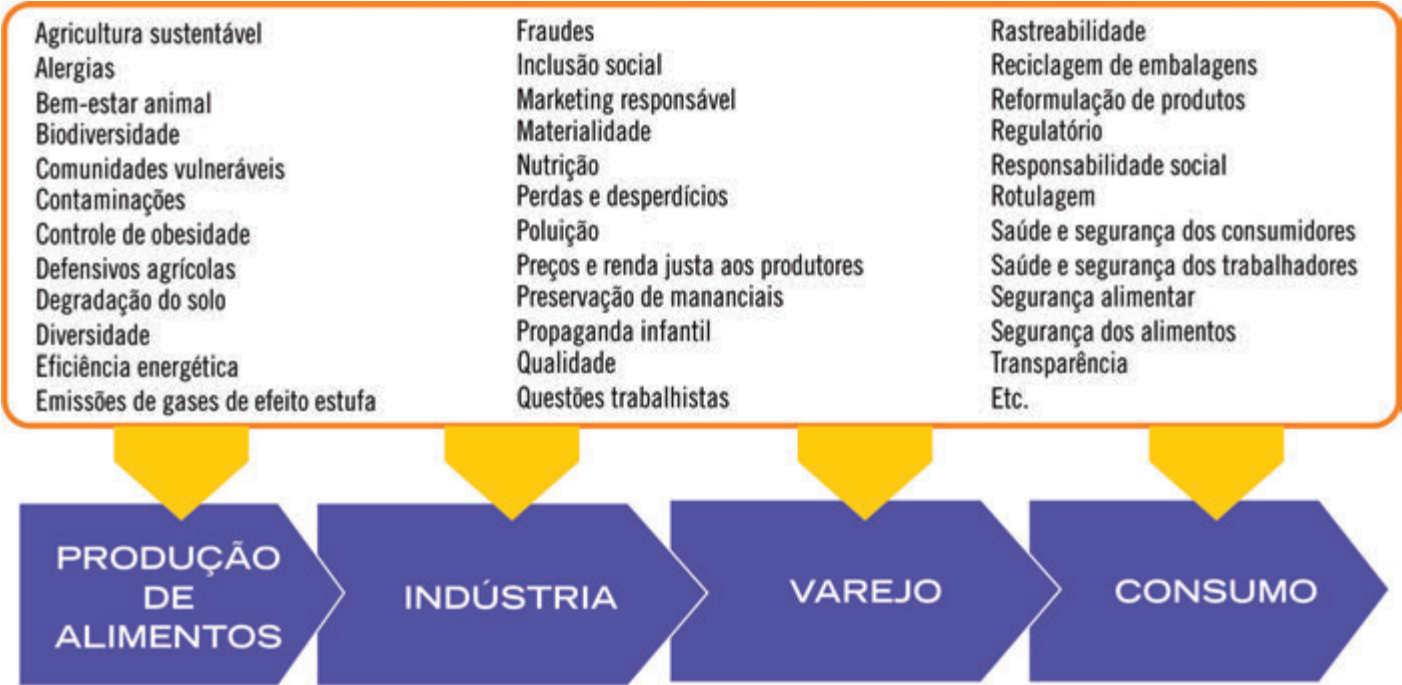 Agricultura sustentável
Alergias
Bem-estar animal
Biodiversidade
Comunidades vulneráveis
Contaminações
Controle de obesidade
Defensivos agrícolas
Degradação do solo
Diversidade
Eficiência energética
Emissões de gases de efeito estufa
Fraudes
Inclusão social
Marketing responsável
Materialidade
Nutrição
Perdas e desperdícios
Poluição
Preços e renda justa aos produtores
Preservação de mananciais
Propaganda infantil
Qualidade
Questões trabalhistas
Rastreabilidade
Reciclagem de embalagens
Reformulação de produtos
Regulatório
Responsabilidade social
Rotulagem
Saúde e segurança dos consumidores
Saúde e segurança dos trabalhadores
Segurança alimentar
Segurança dos alimentos
Transparência
Etc.
PRODUÇÃO
DE
ALIMENTOS
INDÚSTRIA
VAREJO
CONSUMO